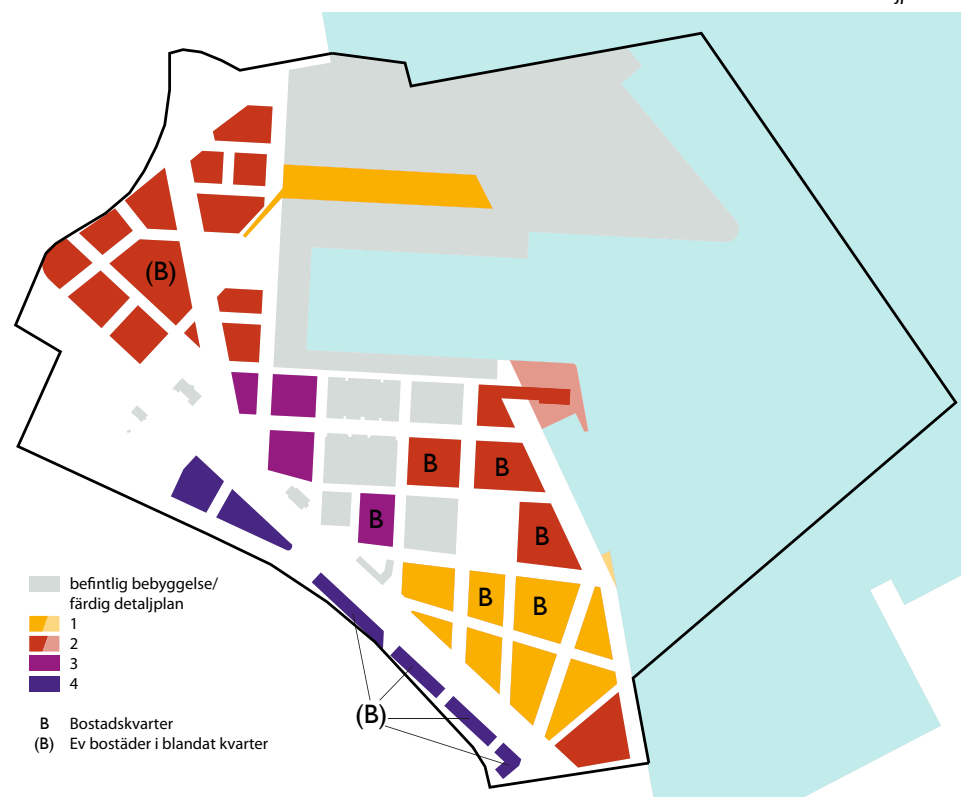 (B)
B
B
B
B
B
B
(B)
befintlig bebyggelse/
färdig detaljplan
1
2
3
4
B Bostadskvarter
(B) Ev bostäder i blandat kvarter